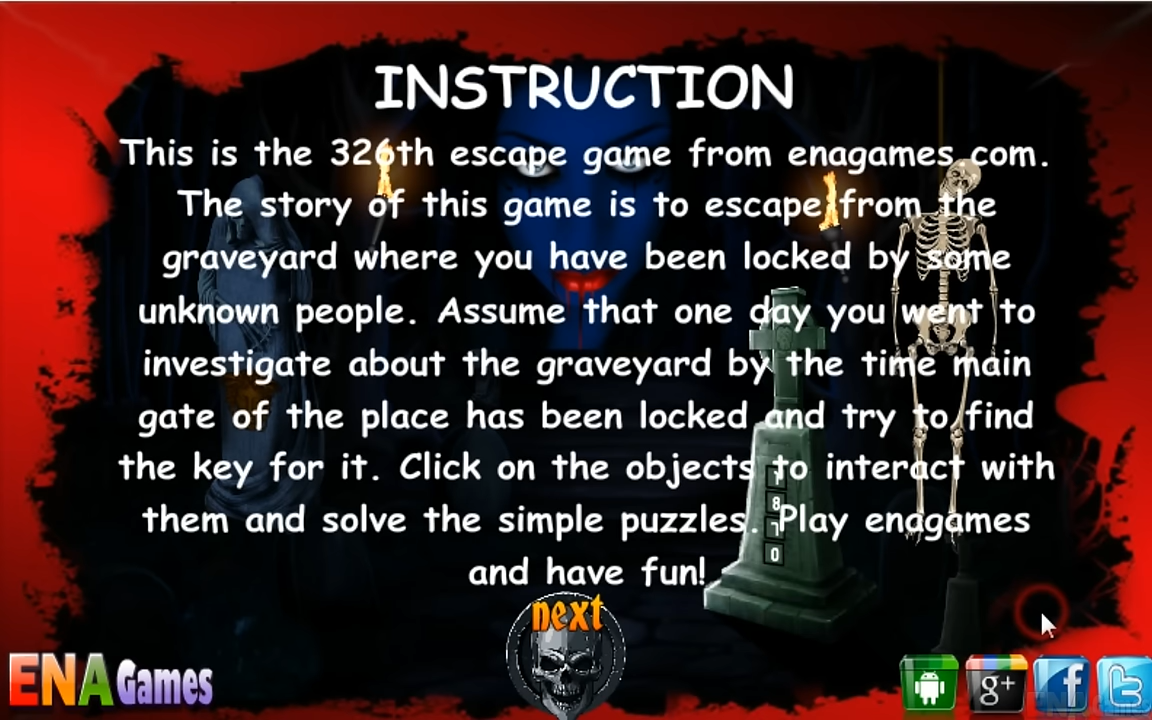 INSTRUCTION
This is the 326th escape game from enagames.com.
The story of this game is to escape from the
graveyard where you have been locked by some
unknown people. Assume that one day you went to
investigate about the graveyard by the time main
gate of the place has been locked and try to find
the key for it. Click on the objects to interact with
them and solve the simple puzzles. Play enagames
and have fun!
next
ENA Games
8
0
g+
f
t